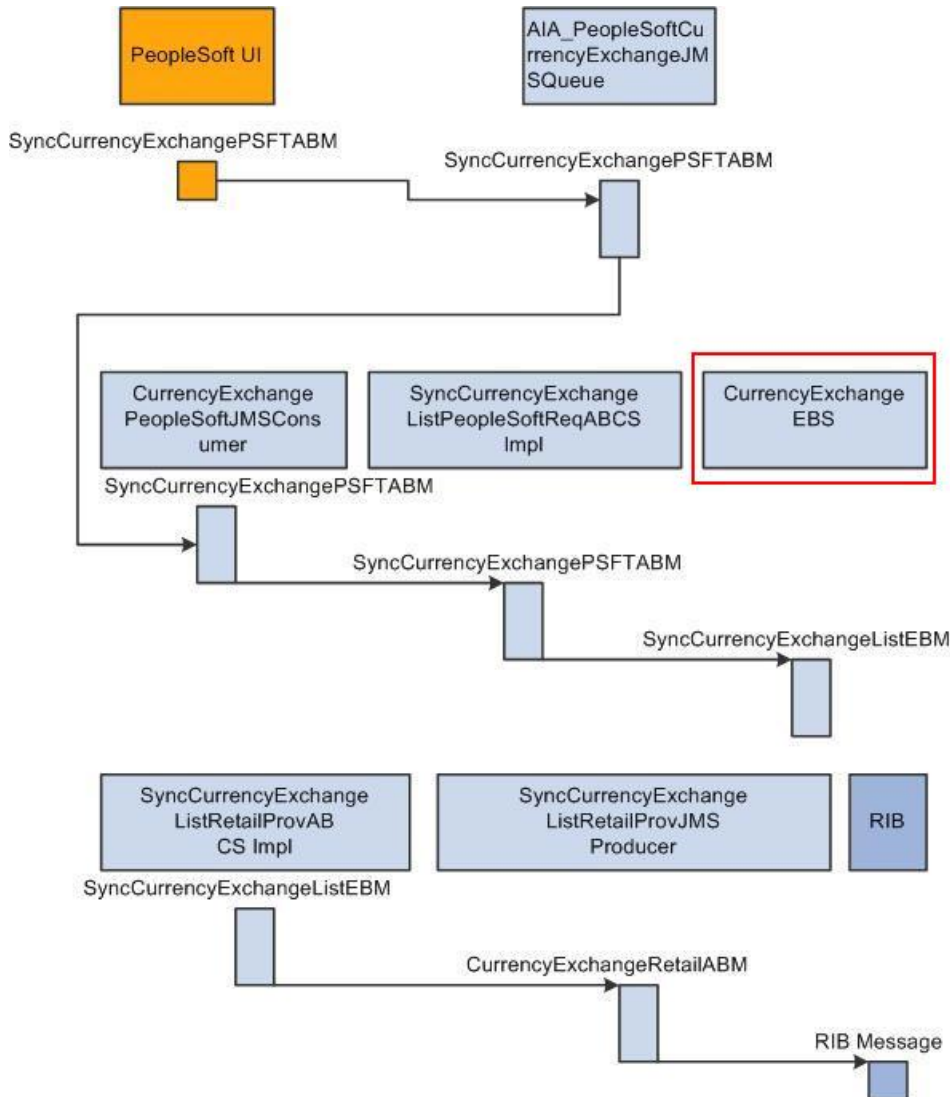 PeopleSoft UI
AIA_PeopleSoftCu
rrencyExchangeJM
SQueue
SyncCurrencyExchangePSFTABM
SyncCurrencyExchangePSFTABM
CurrencyExchange
PeopleSoftJMSCons
umer
SyncCurrencyExchange
ListPeopleSoftReqABCS
Impl
CurrencyExchange
EBS
SyncCurrencyExchangePSFTABM
SyncCurrencyExchangePSFTABM
SyncCurrencyExchangeListEBM
SyncCurrencyExchange
ListRetailProvAB
CS Impl
SyncCurrencyExchange
ListRetailProvJMS
Producer
RIB
SyncCurrencyExchangeListEBM
CurrencyExchangeRetailABM
RIB Message